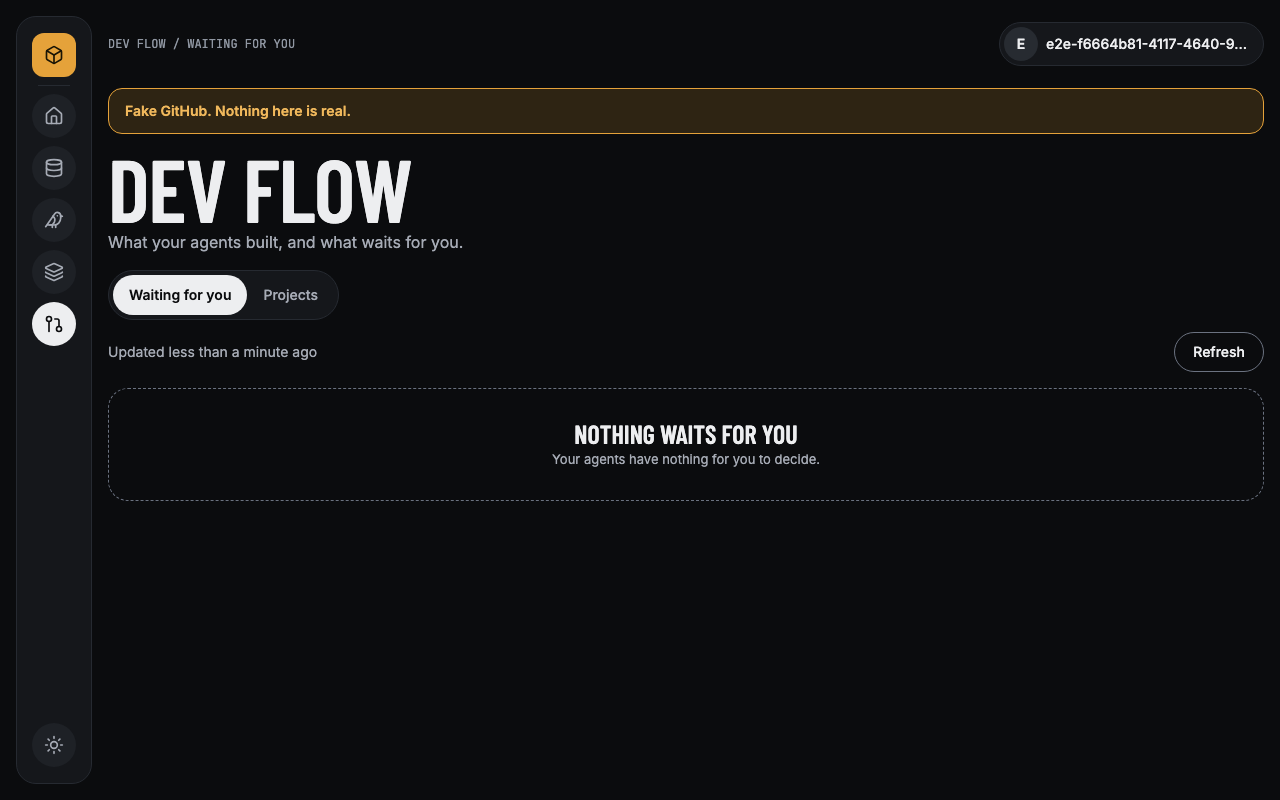 DEV FLOW / WAITING FOR YOU
E
e2e-f6664b81-4117-4640-9...
Fake GitHub. Nothing here is real.
DEV FLOW
What your agents built, and what waits for you.
Waiting for you
Projects
Updated less than a minute ago
Refresh
NOTHING WAITS FOR YOU
Your agents have nothing for you to decide.